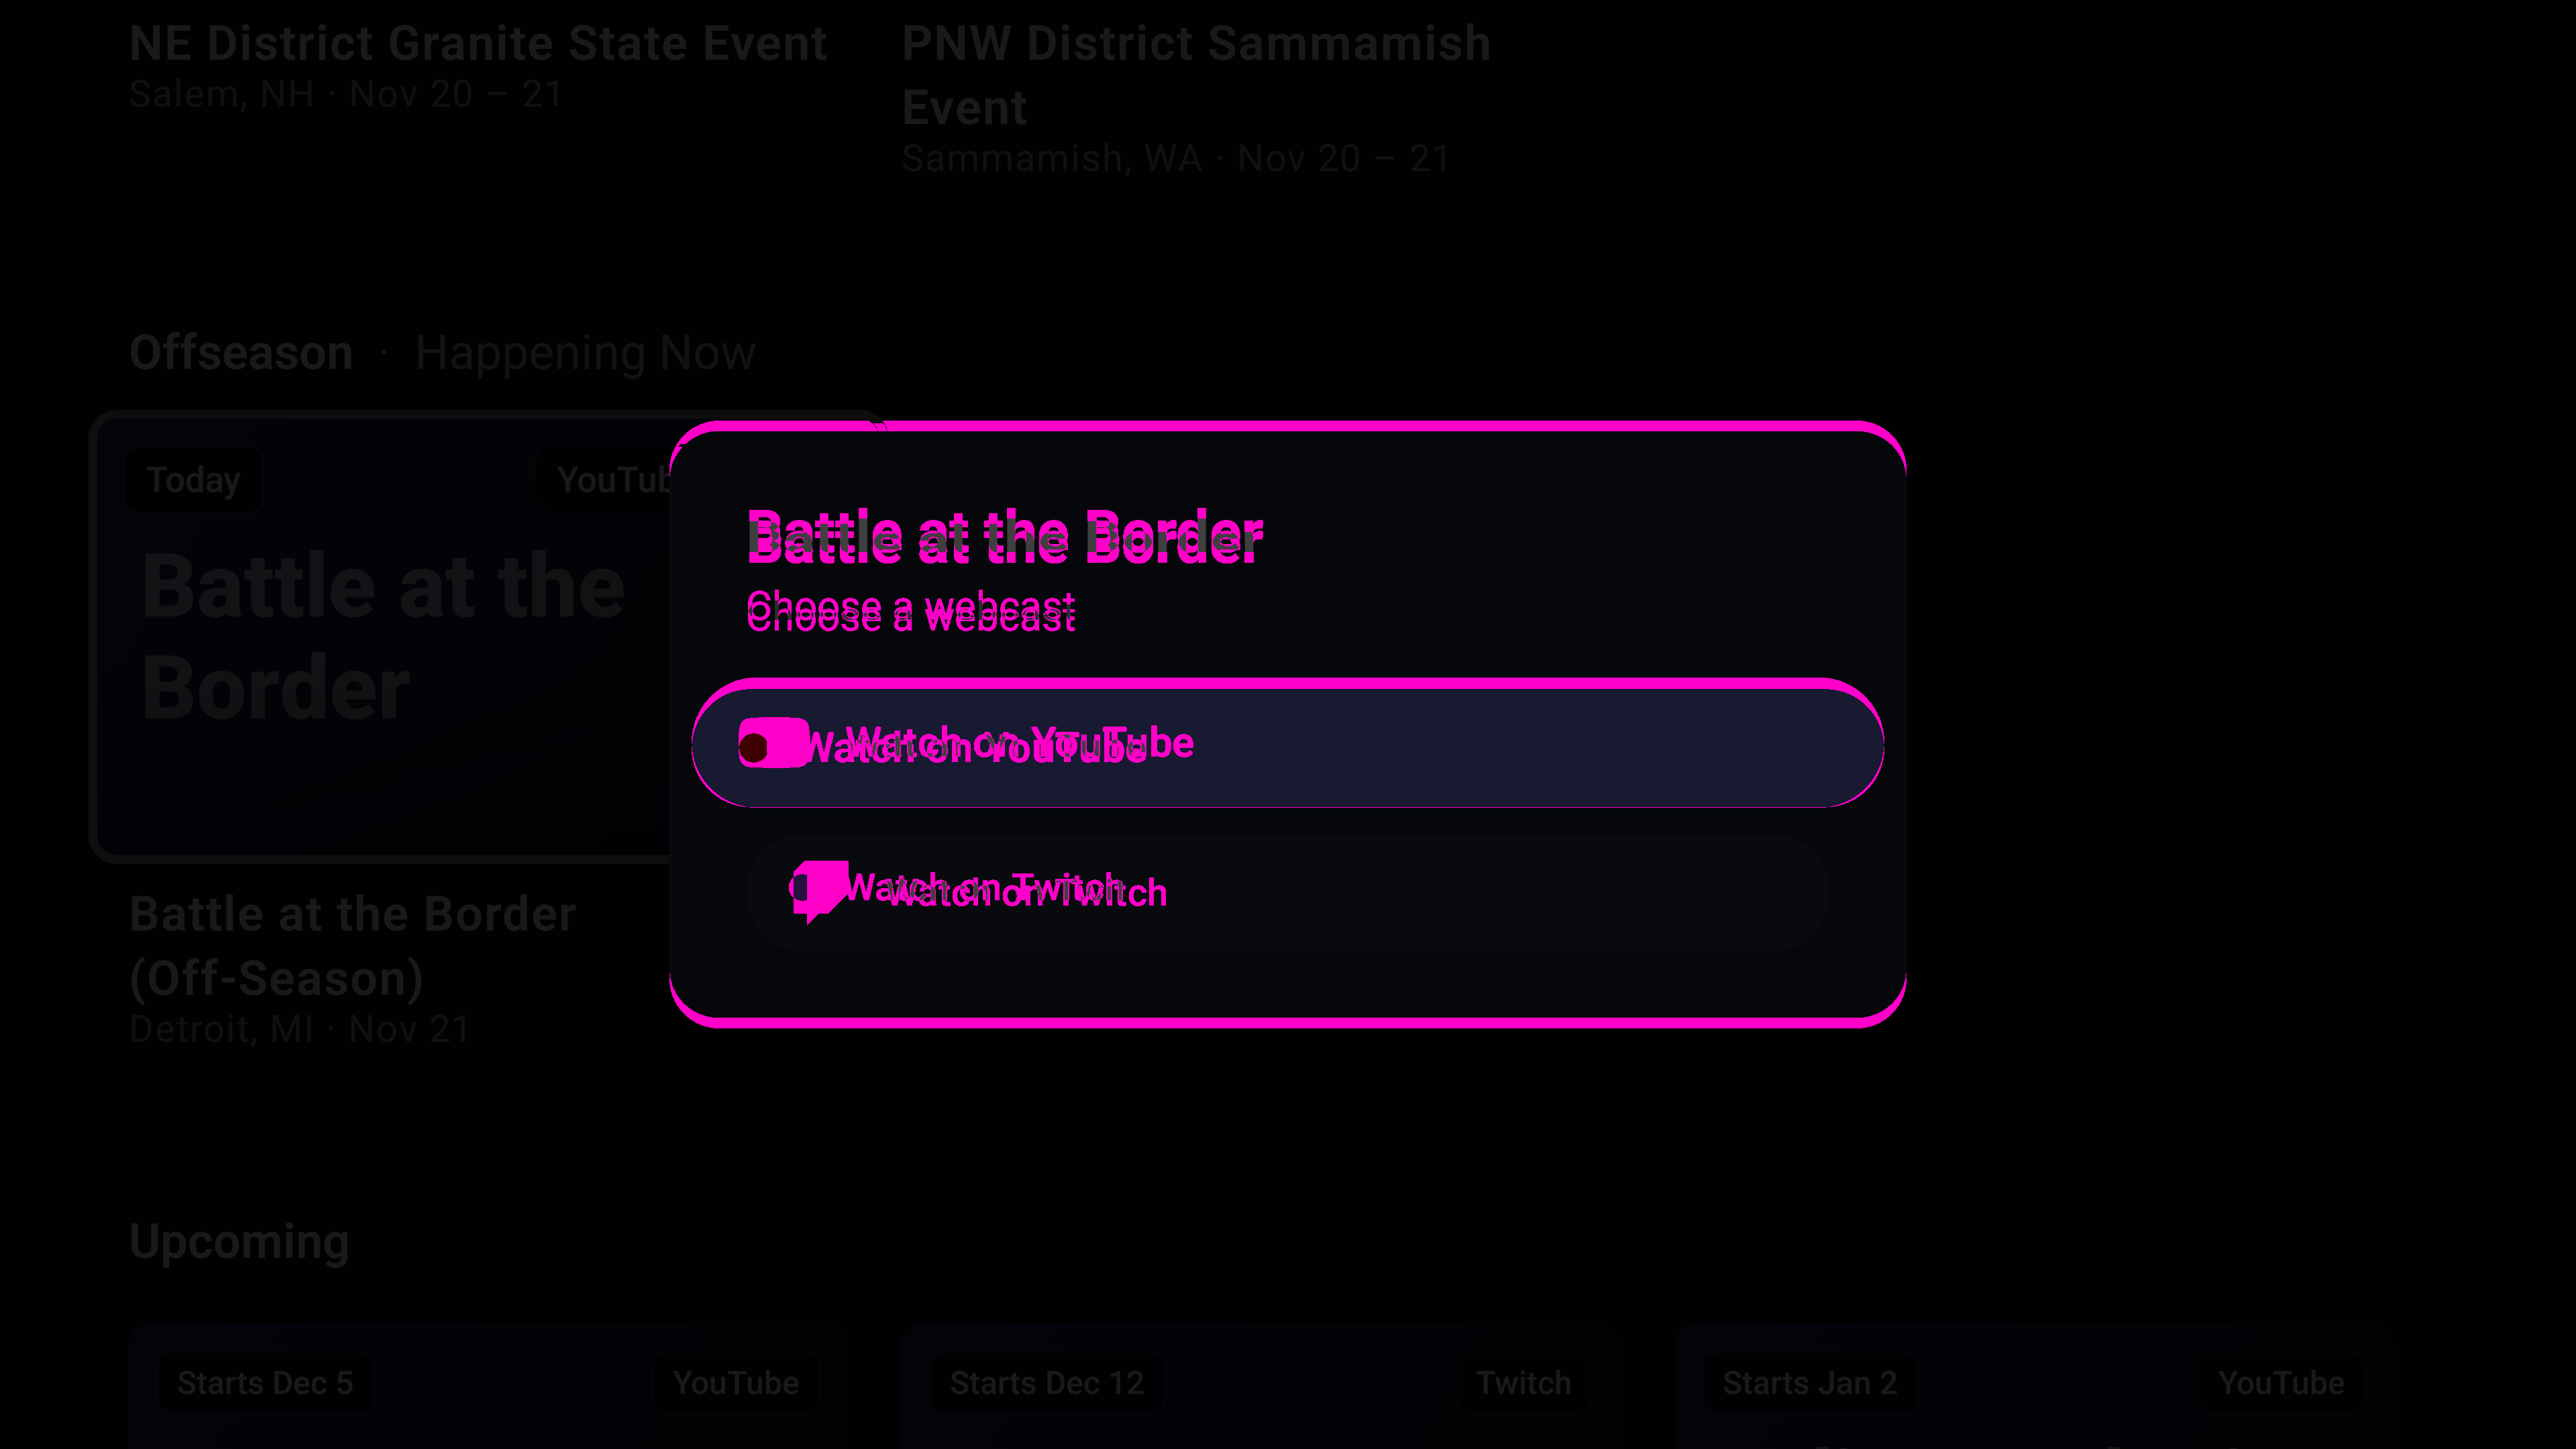 NE District Granite State Event
Salem, NH · Nov 20 – 21
PNW District Sammamish
Event
Sammamish, WA · Nov 20 – 21
Offseason · Happening Now
Today
YouTub
Battle at the
Border
Battle at the Border
(Off-Season)
Detroit, MI · Nov 21
Battle at the Border
Choose a webcast
Watch on YouTube
Watch on Twitch
Upcoming
Starts Dec 5
YouTube
Starts Dec 12
Twitch
Starts Jan 2
YouTube